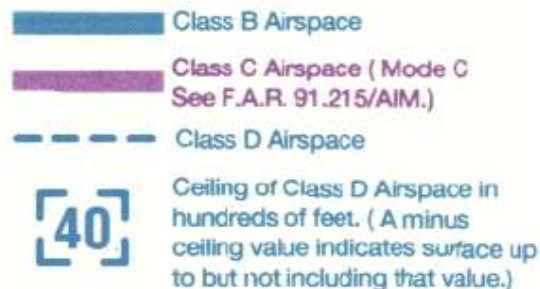 Class B Airspace
Class C Airspace ( Mode C
See F.A.R. 91.215/AIM.)
Class D Airspace
40
Ceiling of Class D Airspace in
hundreds of feet. ( A minus
ceiling value indicates surface up
to but not including that value.)